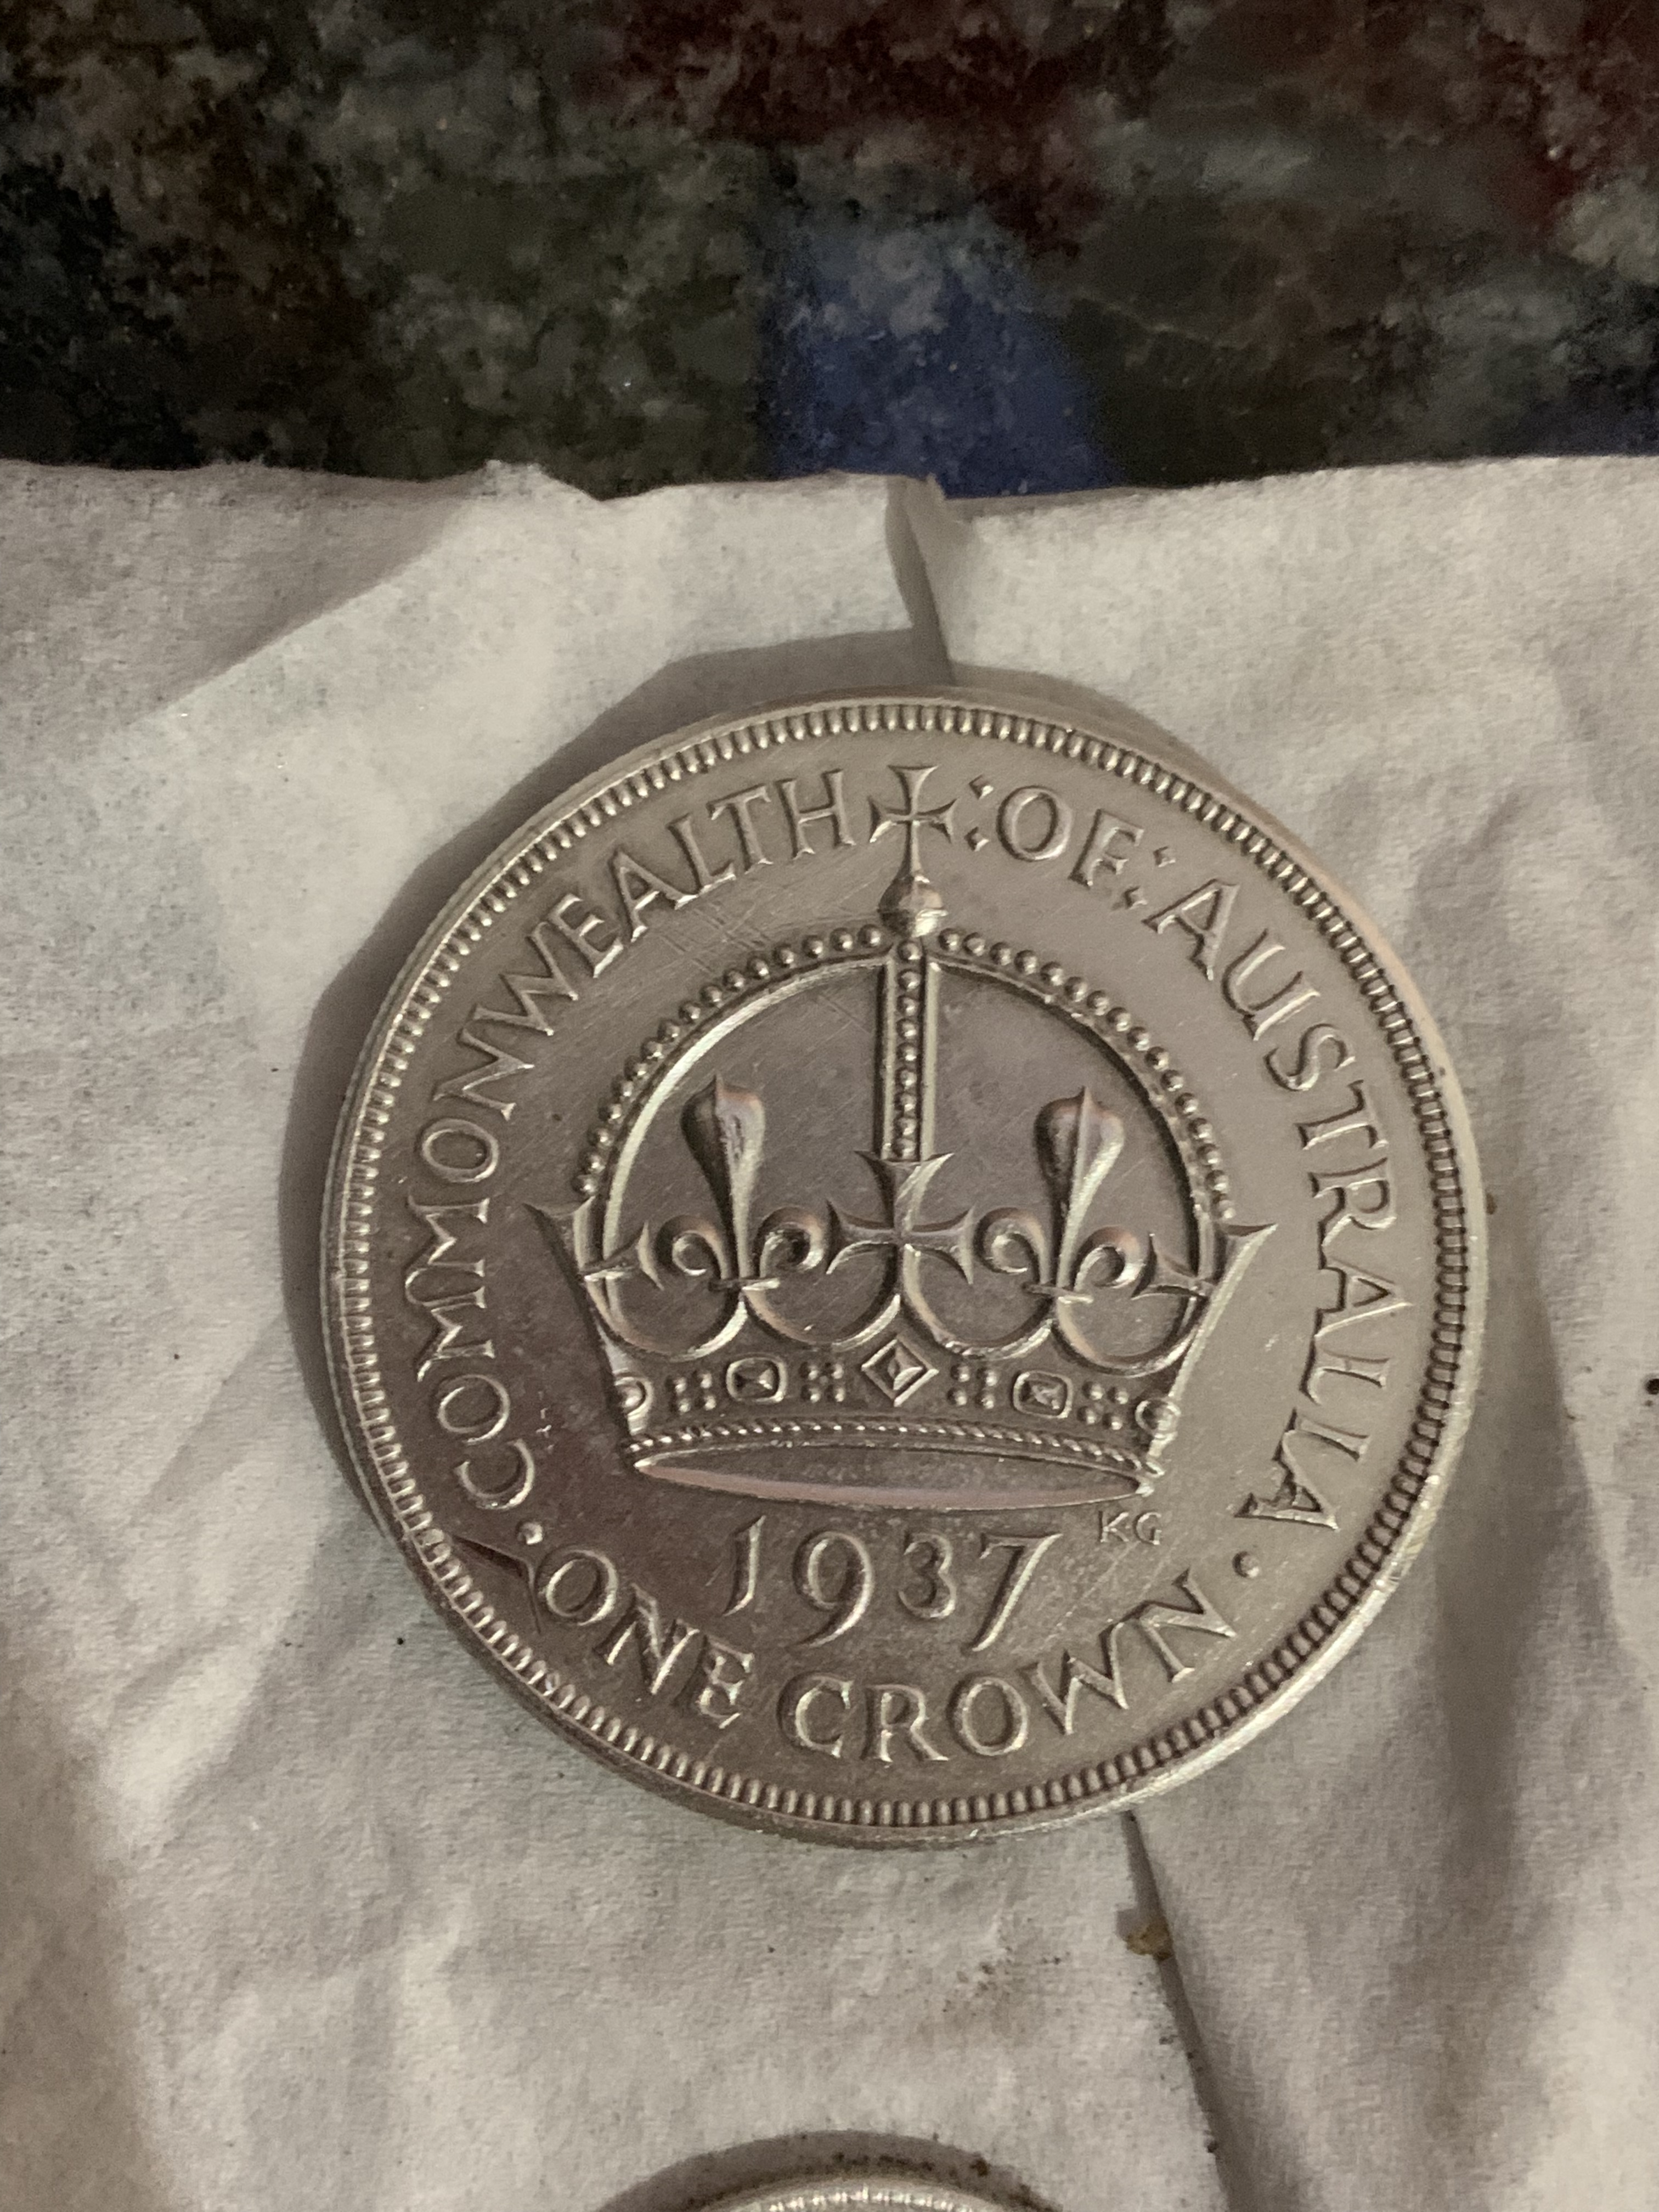 COMMONWEALTH :OF: AUSTRALIA
1937
KG
· ONE CROWN ·